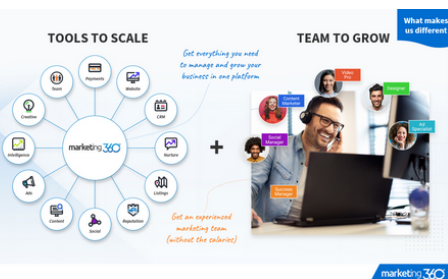 What makes
us different
TOOLS TO SCALE
TEAM TO GROW
Get everything you need
to manage and grow your
business in one platform
Team
Payments
Website
Creative
CRM
Intelligence
marketing 360
Nurture
Ads
Listings
Content
Social
Reputation
+
Video
Pro
Content
Marketer
Designer
Ad
Specialist
Social
Manager
Success
Manager
Get an experienced
marketing team
(without the salaries)
marketing 360